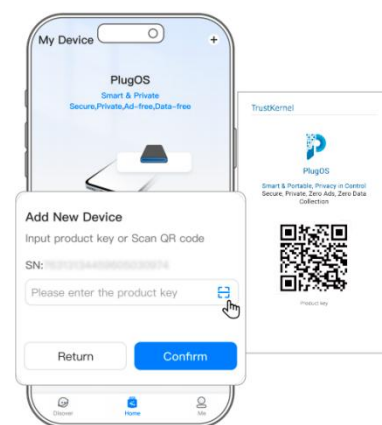 My Device
+
PlugOS
Smart & Private
Secure,Private,Ad-free,Data-free
Add New Device
Input product key or Scan QR code
SN:
Please enter the product key
Return
Confirm
Home
Me
TrustKernel
PlugOS
Smart & Portable, Privacy in Control
Secure, Private, Zero Ads, Zero Data
Collection
Product key